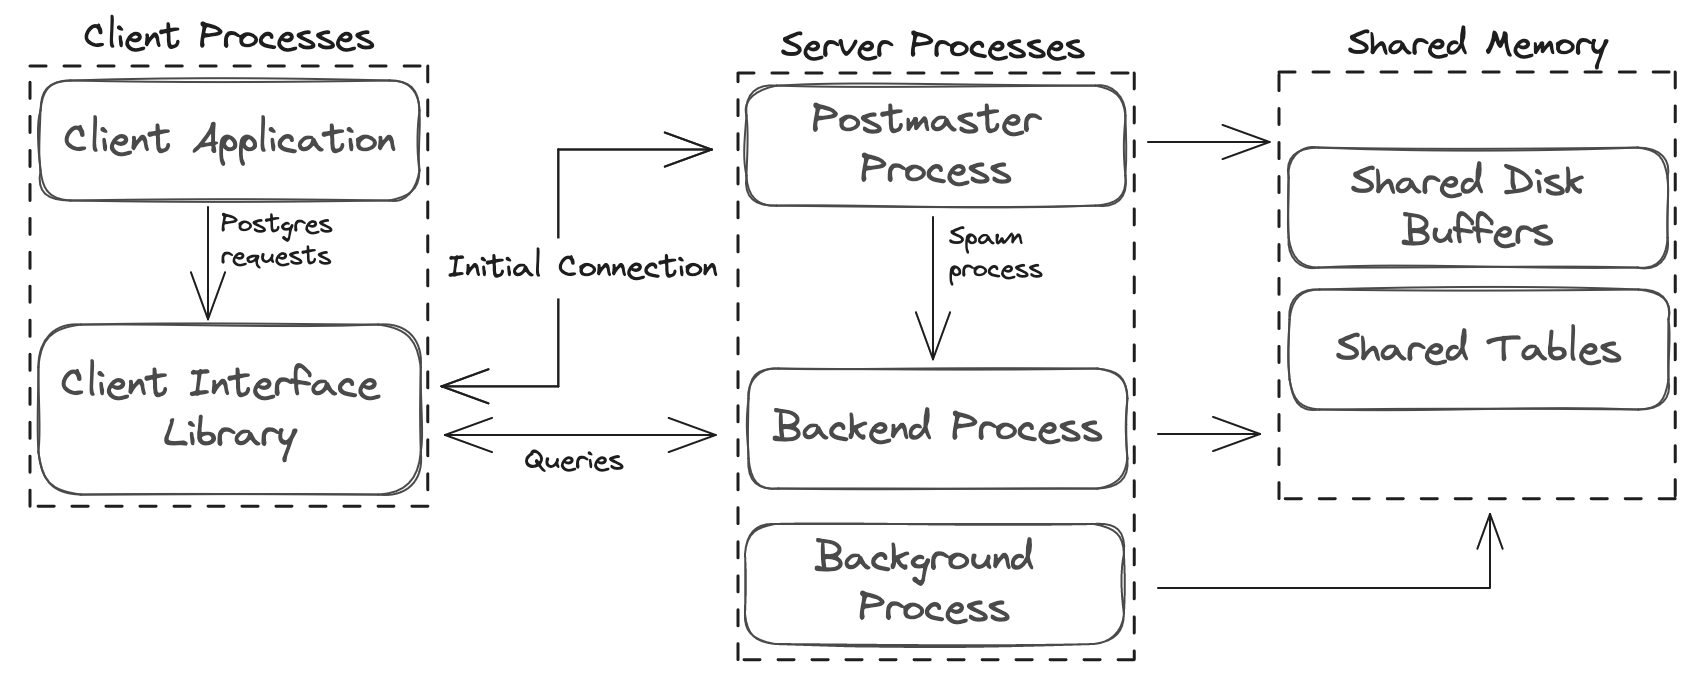 Client Processes
Client Application
Postgres
requests
Client Interface
Library
Initial Connection
Queries
Server Processes
Postmaster
Process
Spawn
process
Backend Process
Background
Process
Shared Memory
Shared Disk
Buffers
Shared Tables